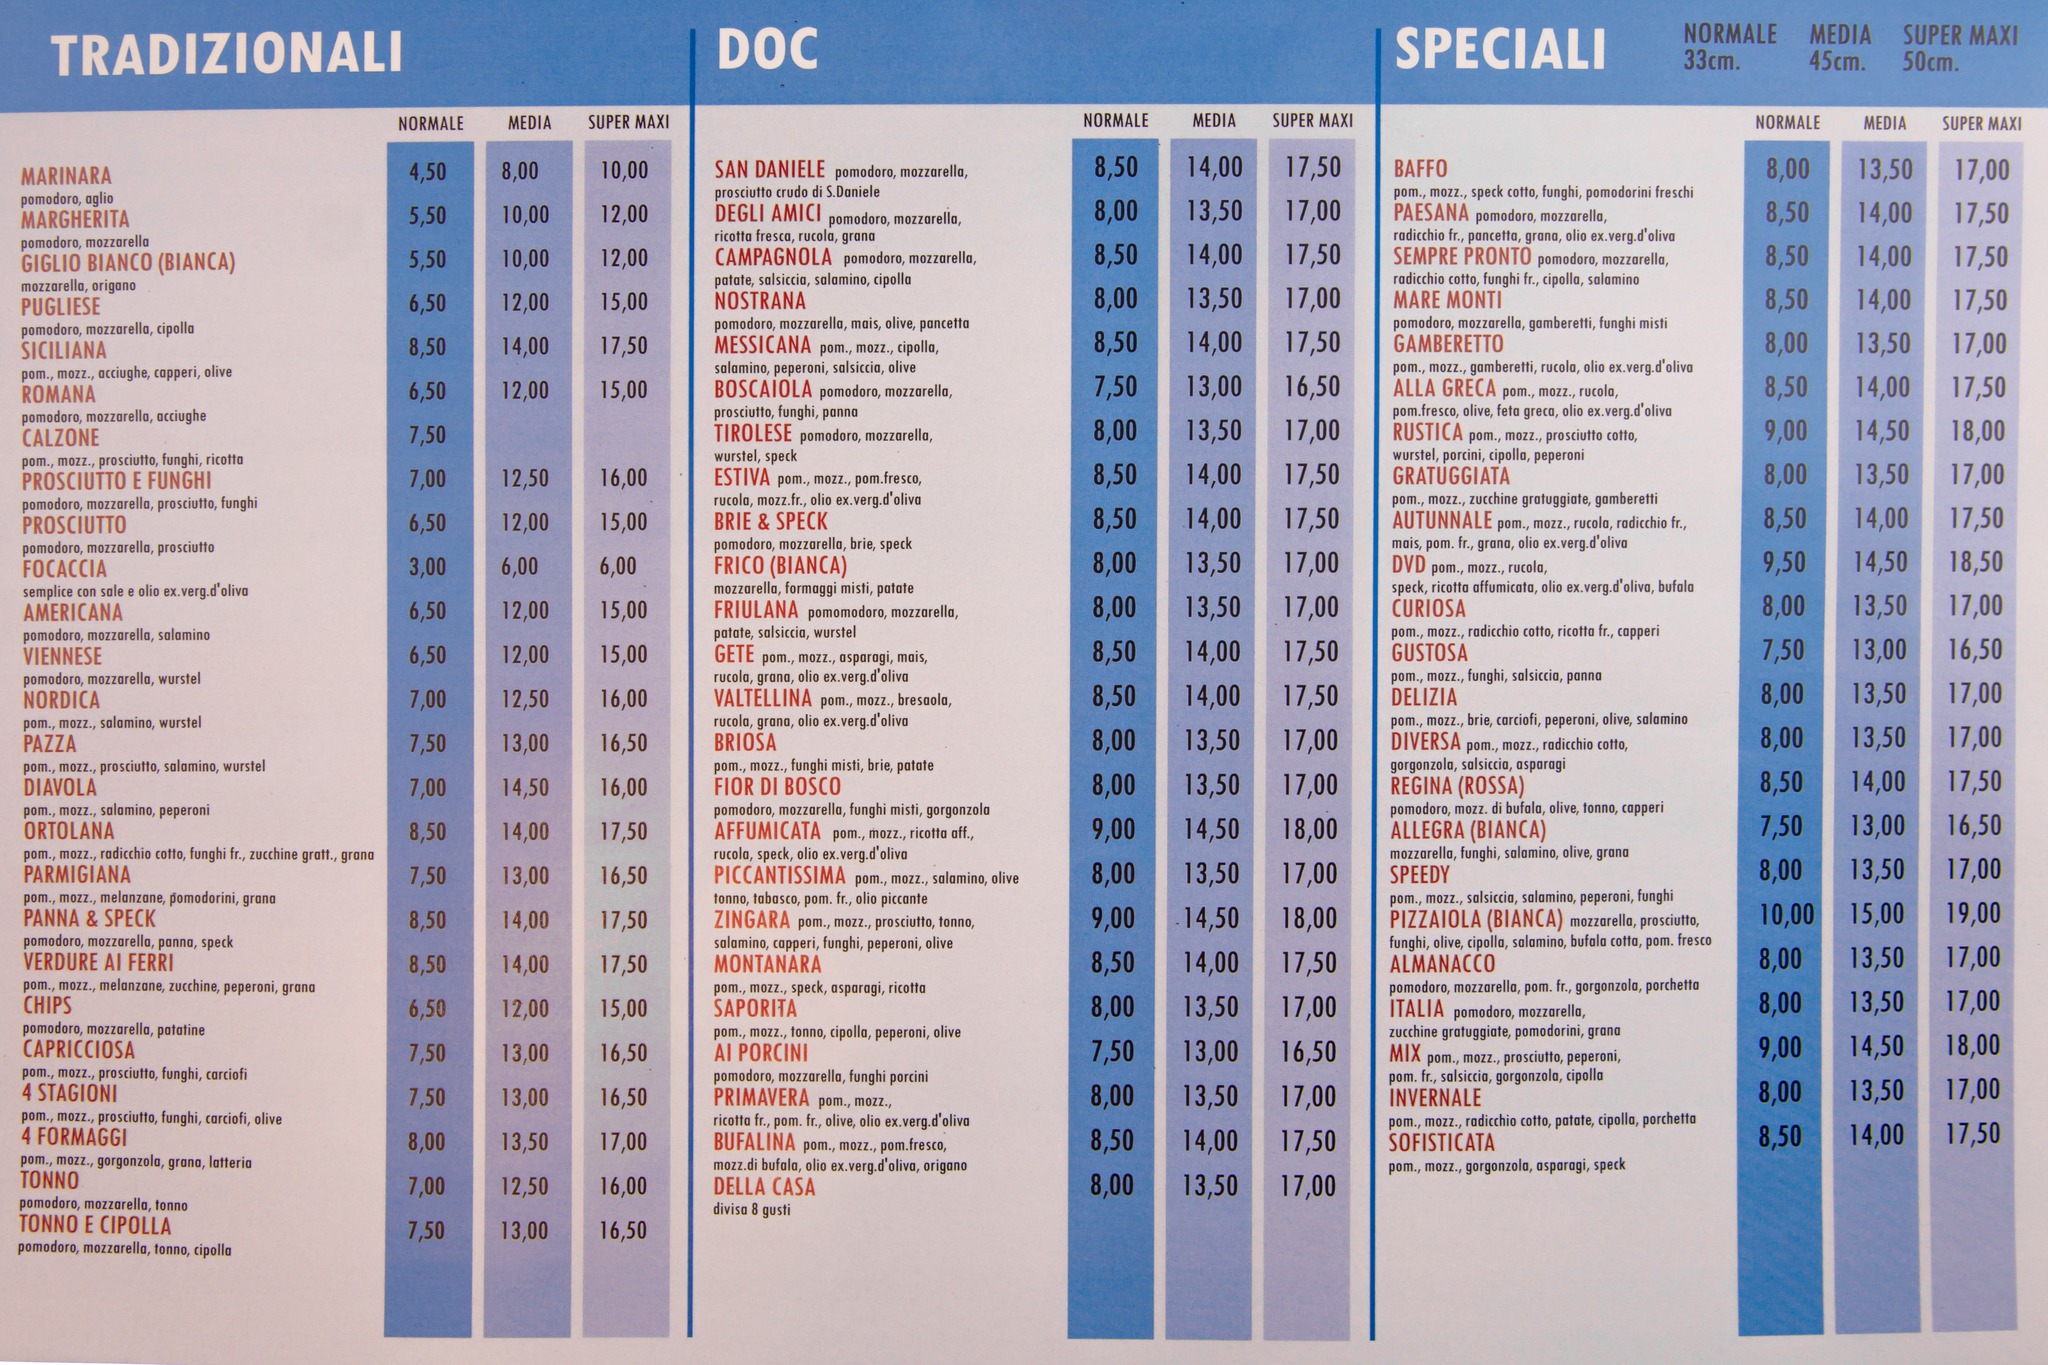 TRADIZIONALI
NORMALE MEDIA SUPER MAXI
MARINARA 4,50 8,00 10,00
pomodoro, aglio
MARGHERITA 5,50 10,00 12,00
pomodoro, mozzarella
GIGLIO BIANCO (BIANCA) 5,50 10,00 12,00
mozzarella, origano
PUGLIESE 6,50 12,00 15,00
pomodoro, mozzarella, cipolla
SICILIANA 8,50 14,00 17,50
pom., mozz., acciughe, capperi, olive
ROMANA 6,50 12,00 15,00
pomodoro, mozzarella, acciughe
CALZONE 7,50
pom., mozz., prosciutto, funghi, ricotta
PROSCIUTTO E FUNGHI 7,00 12,50 16,00
pomodoro, mozzarella, prosciutto, funghi
PROSCIUTTO 6,50 12,00 15,00
pomodoro, mozzarella, prosciutto
FOCACCIA 3,00 6,00 6,00
semplice con sale e olio ex.verg.d'oliva
AMERICANA 6,50 12,00 15,00
pomodoro, mozzarella, salamino
VIENNESE 6,50 12,00 15,00
pomodoro, mozzarella, wurstel
NORDICA 7,00 12,50 16,00
pom., mozz., salamino, wurstel
PAZZA 7,50 13,00 16,50
pom., mozz., prosciutto, salamino, wurstel
DIAVOLA 7,00 14,50 16,00
pom., mozz., salamino, peperoni
ORTOLANA 8,50 14,00 17,50
pom., mozz., radicchio cotto, funghi fr., zucchine gratt., grana
PARMIGIANA 7,50 13,00 16,50
pom., mozz., melanzane, pomodorini, grana
PANNA & SPECK 8,50 14,00 17,50
pomodoro, mozzarella, panna, speck
VERDURE AI FERRI 8,50 14,00 17,50
pom., mozz., melanzane, zucchine, peperoni, grana
CHIPS 6,50 12,00 15,00
pomodoro, mozzarella, patatine
CAPRICCIOSA 7,50 13,00 16,50
pom., mozz., prosciutto, funghi, carciofi
4 STAGIONI 7,50 13,00 16,50
pom., mozz., prosciutto, funghi, carciofi, olive
4 FORMAGGI 8,00 13,50 17,00
pom., mozz., gorgonzola, grana, latteria
TONNO 7,00 12,50 16,00
pomodoro, mozzarella, tonno
TONNO E CIPOLLA 7,50 13,00 16,50
pomodoro, mozzarella, tonno, cipolla
DOC
NORMALE MEDIA SUPER MAXI
SAN DANIELE pomodoro, mozzarella, 8,50 14,00 17,50
prosciutto crudo di S.Daniele
DEGLI AMICI pomodoro, mozzarella, 8,00 13,50 17,00
ricotta fresca, rucola, grana
CAMPAGNOLA pomodoro, mozzarella, 8,50 14,00 17,50
patate, salsiccia, salamino, cipolla
NOSTRANA 8,00 13,50 17,00
pomodoro, mozzarella, mais, olive, pancetta
MESSICANA pom., mozz., cipolla, 8,50 14,00 17,50
salamino, peperoni, salsiccia, olive
BOSCAIOLA pomodoro, mozzarella, 7,50 13,00 16,50
prosciutto, funghi, panna
TIROLESE pomodoro, mozzarella, 8,00 13,50 17,00
wurstel, speck
ESTIVA pom., mozz., pom.fresco, 8,50 14,00 17,50
rucola, mozz.fr., olio ex.verg.d'oliva
BRIE & SPECK 8,50 14,00 17,50
pomodoro, mozzarella, brie, speck
FRICO (BIANCA) 8,00 13,50 17,00
mozzarella, formaggi misti, patate
FRIULANA pomomodoro, mozzarella, 8,00 13,50 17,00
patate, salsiccia, wurstel
GETE pom., mozz., asparagi, mais, 8,50 14,00 17,50
rucola, grana, olio ex.verg.d'oliva
VALTELLINA pom., mozz., bresaola, 8,50 14,00 17,50
rucola, grana, olio ex.verg.d'oliva
BRIOSA 8,00 13,50 17,00
pom., mozz., funghi misti, brie, patate
FIOR DI BOSCO 8,00 13,50 17,00
pomodoro, mozzarella, funghi misti, gorgonzola
AFFUMICATA pom., mozz., ricotta aff., 9,00 14,50 18,00
rucola, speck, olio ex.verg.d'oliva
PICCANTISSIMA pom., mozz., salamino, olive 8,00 13,50 17,00
tonno, tabasco, pom. fr., olio piccante
ZINGARA pom., mozz., prosciutto, tonno, 9,00 14,50 18,00
salamino, capperi, funghi, peperoni, olive
MONTANARA 8,50 14,00 17,50
pom., mozz., speck, asparagi, ricotta
SAPORITA 8,00 13,50 17,00
pom., mozz., tonno, cipolla, peperoni, olive
AI PORCINI 7,50 13,00 16,50
pomodoro, mozzarella, funghi porcini
PRIMAVERA pom., mozz., 8,00 13,50 17,00
ricotta fr., pom. fr., olive, olio ex.verg.d'oliva
BUFALINA pom., mozz., pom.fresco, 8,50 14,00 17,50
mozz.di bufala, olio ex.verg.d'oliva, origano
DELLA CASA 8,00 13,50 17,00
divisa 8 gusti
SPECIALI
NORMALE MEDIA SUPER MAXI
33cm. 45cm. 50cm.
NORMALE MEDIA SUPER MAXI
BAFFO 8,00 13,50 17,00
pom., mozz., speck cotto, funghi, pomodorini freschi
PAESANA pomodoro, mozzarella, 8,50 14,00 17,50
radicchio fr., pancetta, grana, olio ex.verg.d'oliva
SEMPRE PRONTO pomodoro, mozzarella, 8,50 14,00 17,50
radicchio cotto, funghi fr., cipolla, salamino
MARE MONTI 8,50 14,00 17,50
pomodoro, mozzarella, gamberetti, funghi misti
GAMBERETTO 8,00 13,50 17,00
pom., mozz., gamberetti, rucola, olio ex.verg.d'oliva
ALLA GRECA pom., mozz., rucola, 8,50 14,00 17,50
pom.fresco, olive, feta greca, olio ex.verg.d'oliva
RUSTICA pom., mozz., prosciutto cotto, 9,00 14,50 18,00
wurstel, porcini, cipolla, peperoni
GRATUGGIATA 8,00 13,50 17,00
pom., mozz., zucchine gratuggiate, gamberetti
AUTUNNALE pom., mozz., rucola, radicchio fr., 8,50 14,00 17,50
mais, pom. fr., grana, olio ex.verg.d'oliva
DVD pom., mozz., rucola, 9,50 14,50 18,50
speck, ricotta affumicata, olio ex.verg.d'oliva, bufala
CURIOSA 8,00 13,50 17,00
pom., mozz., radicchio cotto, ricotta fr., capperi
GUSTOSA 7,50 13,00 16,50
pom., mozz., funghi, salsiccia, panna
DELIZIA 8,00 13,50 17,00
pom., mozz., brie, carciofi, peperoni, olive, salamino
DIVERSA pom., mozz., radicchio cotto, 8,00 13,50 17,00
gorgonzola, salsiccia, asparagi
REGINA (ROSSA) 8,50 14,00 17,50
pomodoro, mozz. di bufala, olive, tonno, capperi
ALLEGRA (BIANCA) 7,50 13,00 16,50
mozzarella, funghi, salamino, olive, grana
SPEEDY 8,00 13,50 17,00
pom., mozz., salsiccia, salamino, peperoni, funghi
PIZZAIOLA (BIANCA) mozzarella, prosciutto, 10,00 15,00 19,00
funghi, olive, cipolla, salamino, bufala cotta, pom. fresco
ALMANACCO 8,00 13,50 17,00
pomodoro, mozzarella, pom. fr., gorgonzola, porchetta
ITALIA pomodoro, mozzarella, 8,00 13,50 17,00
zucchine gratuggiate, pomodorini, grana
MIX pom., mozz., prosciutto, peperoni, 9,00 14,50 18,00
pom. fr., salsiccia, gorgonzola, cipolla
INVERNALE 8,00 13,50 17,00
pom., mozz., radicchio cotto, patate, cipolla, porchetta
SOFISTICATA 8,50 14,00 17,50
pom., mozz., gorgonzola, asparagi, speck